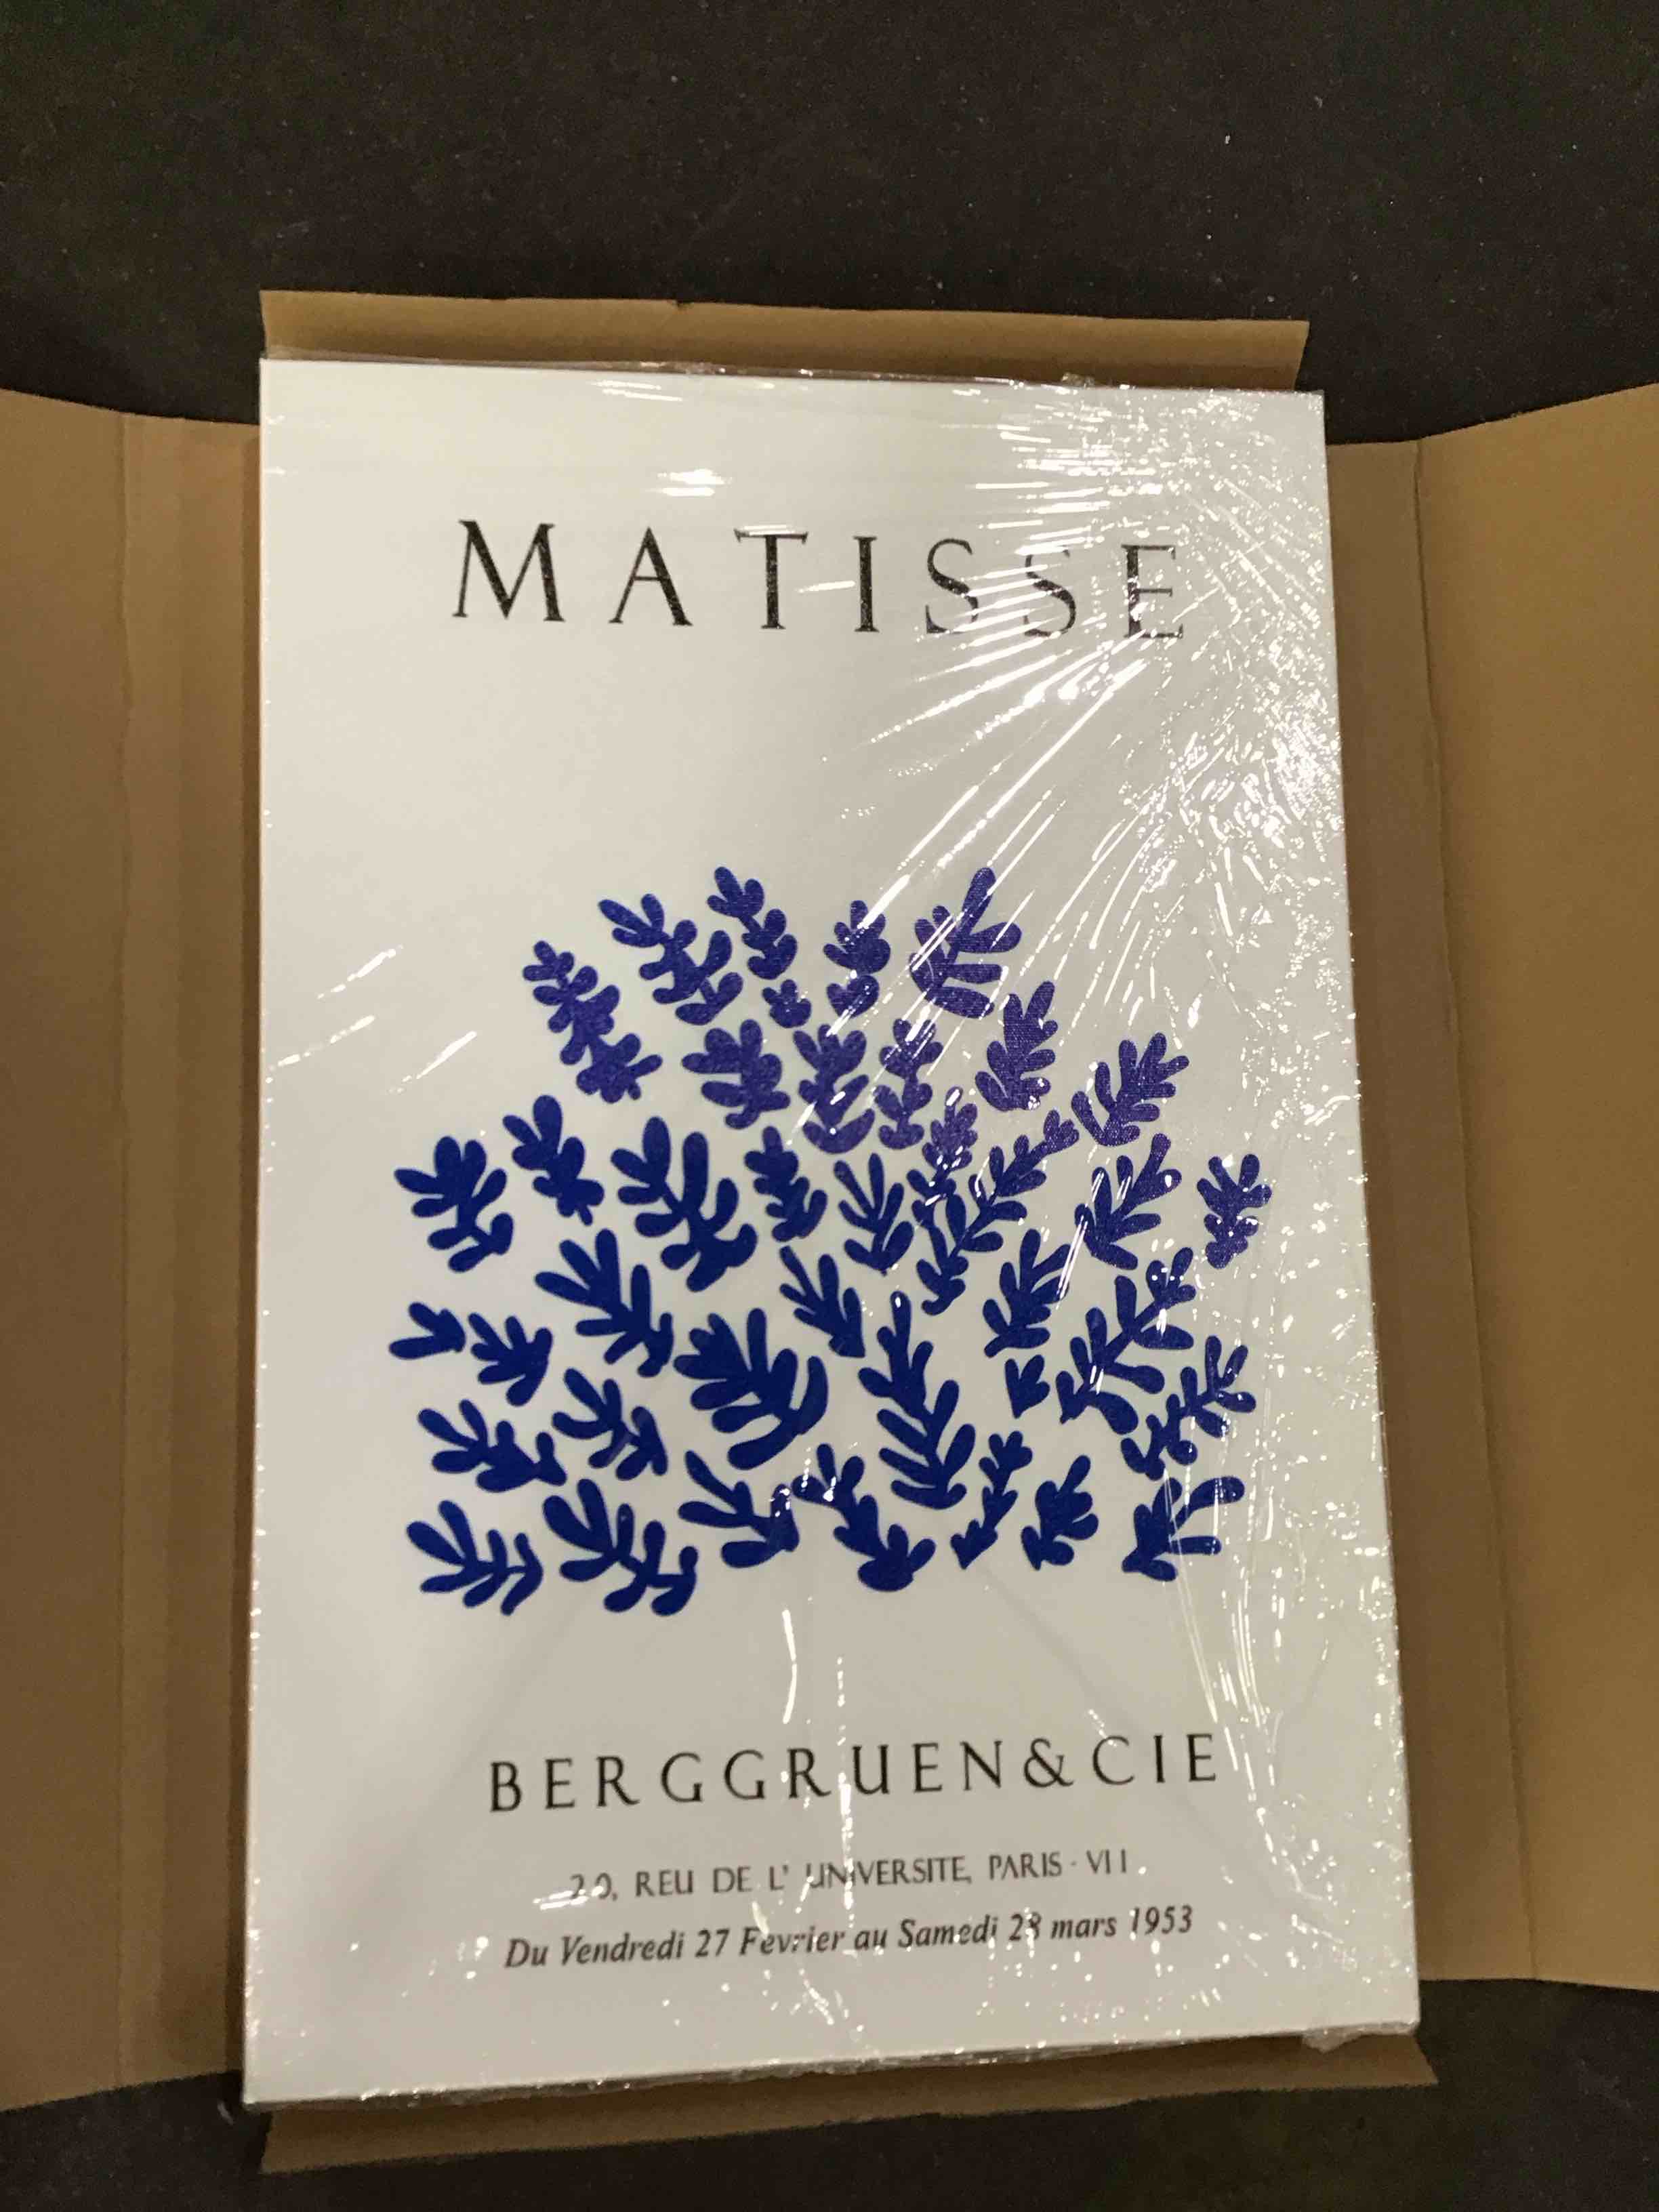 MATISSE
BERGGRUEN&CIE
20, REU DE L' UNIVERSITE, PARIS - VII.
Du Vendredi 27 Fevrier au Samedi 28 mars 1953